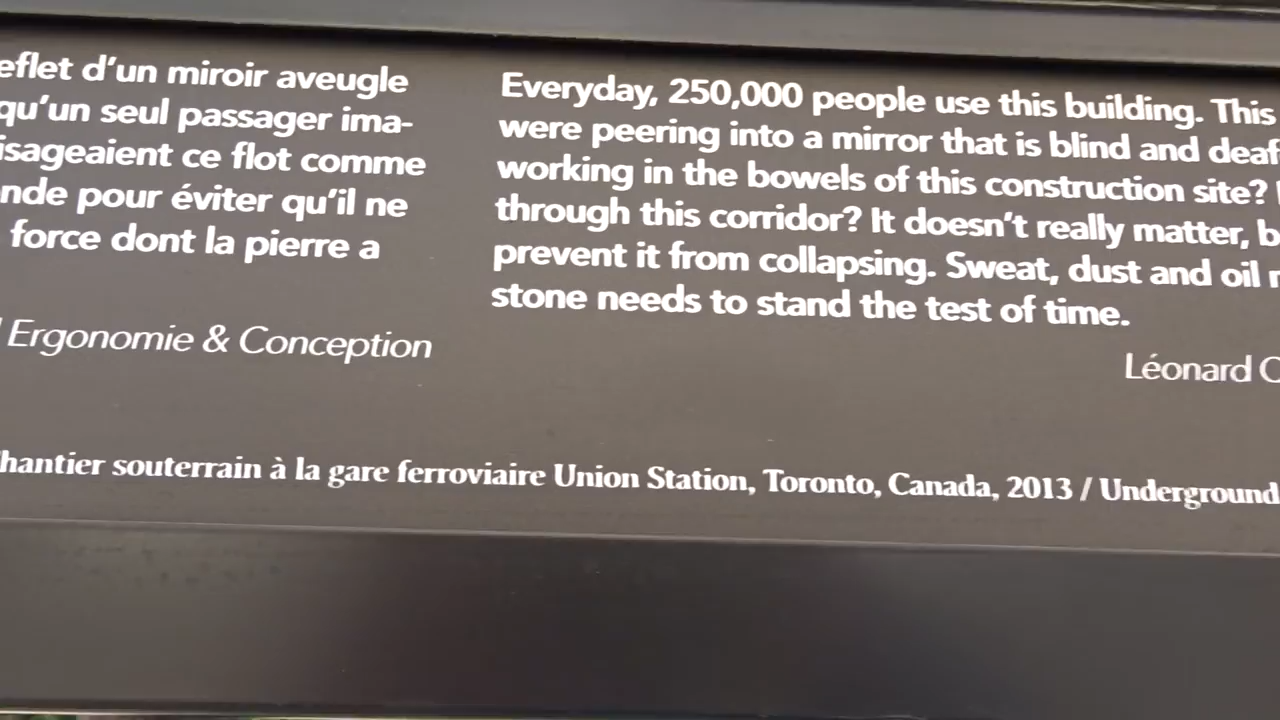 d'un miroir aveugle
qu'un seul passager ima-
ce flot comme
pour éviter qu'il ne
force dont la pierre a
Ergonomie & Conception
Everyday, 250,000 people use this building. This
were peering into a mirror that is blind and deaf
working in the bowels of this construction site?
through this corridor? It doesn't really matter,
prevent it from collapsing. Sweat, dust and oil
stone needs to stand the test of time.
Léonard
souterrain à la gare ferroviaire Union Station, Toronto, Canada, 2013 / Underground